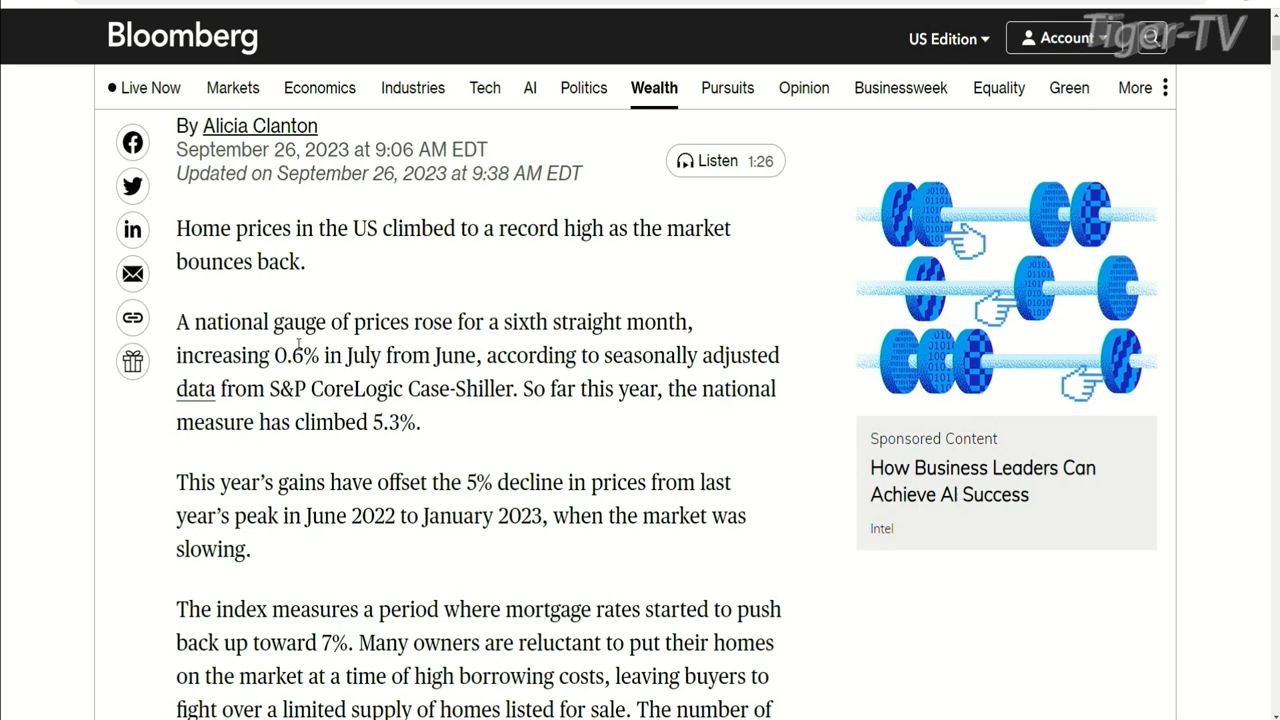 Bloomberg
US Edition
Account
Tiger-TV
Live Now Markets Economics Industries Tech AI Politics Wealth Pursuits Opinion Businessweek Equality Green More
By Alicia Clanton
September 26, 2023 at 9:06 AM EDT
Updated on September 26, 2023 at 9:38 AM EDT
Listen 1:26
Home prices in the US climbed to a record high as the market
bounces back.
A national gauge of prices rose for a sixth straight month,
increasing 0.6% in July from June, according to seasonally adjusted
data from S&P CoreLogic Case-Shiller. So far this year, the national
measure has climbed 5.3%.
This year’s gains have offset the 5% decline in prices from last
year’s peak in June 2022 to January 2023, when the market was
slowing.
The index measures a period where mortgage rates started to push
back up toward 7%. Many owners are reluctant to put their homes
on the market at a time of high borrowing costs, leaving buyers to
fight over a limited supply of homes listed for sale. The number of
Sponsored Content
How Business Leaders Can
Achieve AI Success
Intel